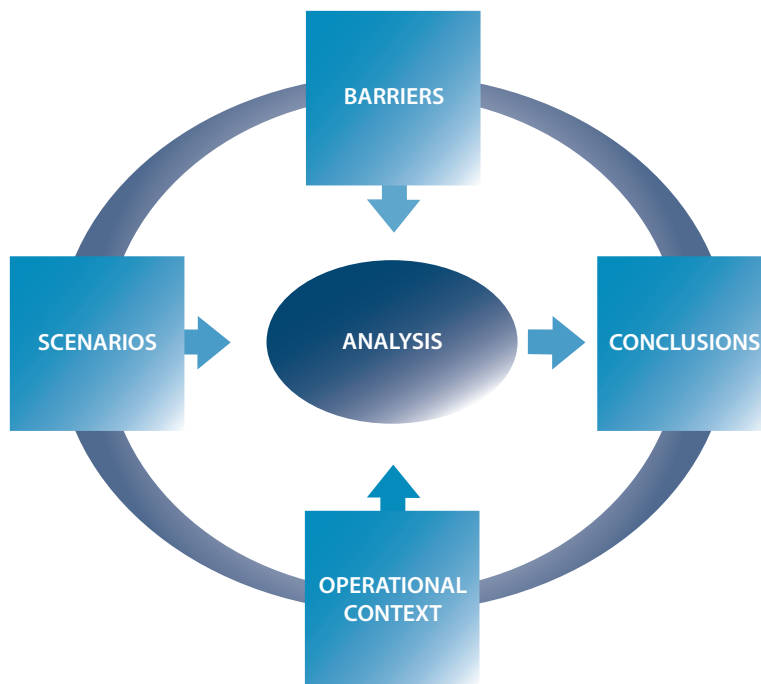 BARRIERS
SCENARIOS
ANALYSIS
CONCLUSIONS
OPERATIONAL
CONTEXT